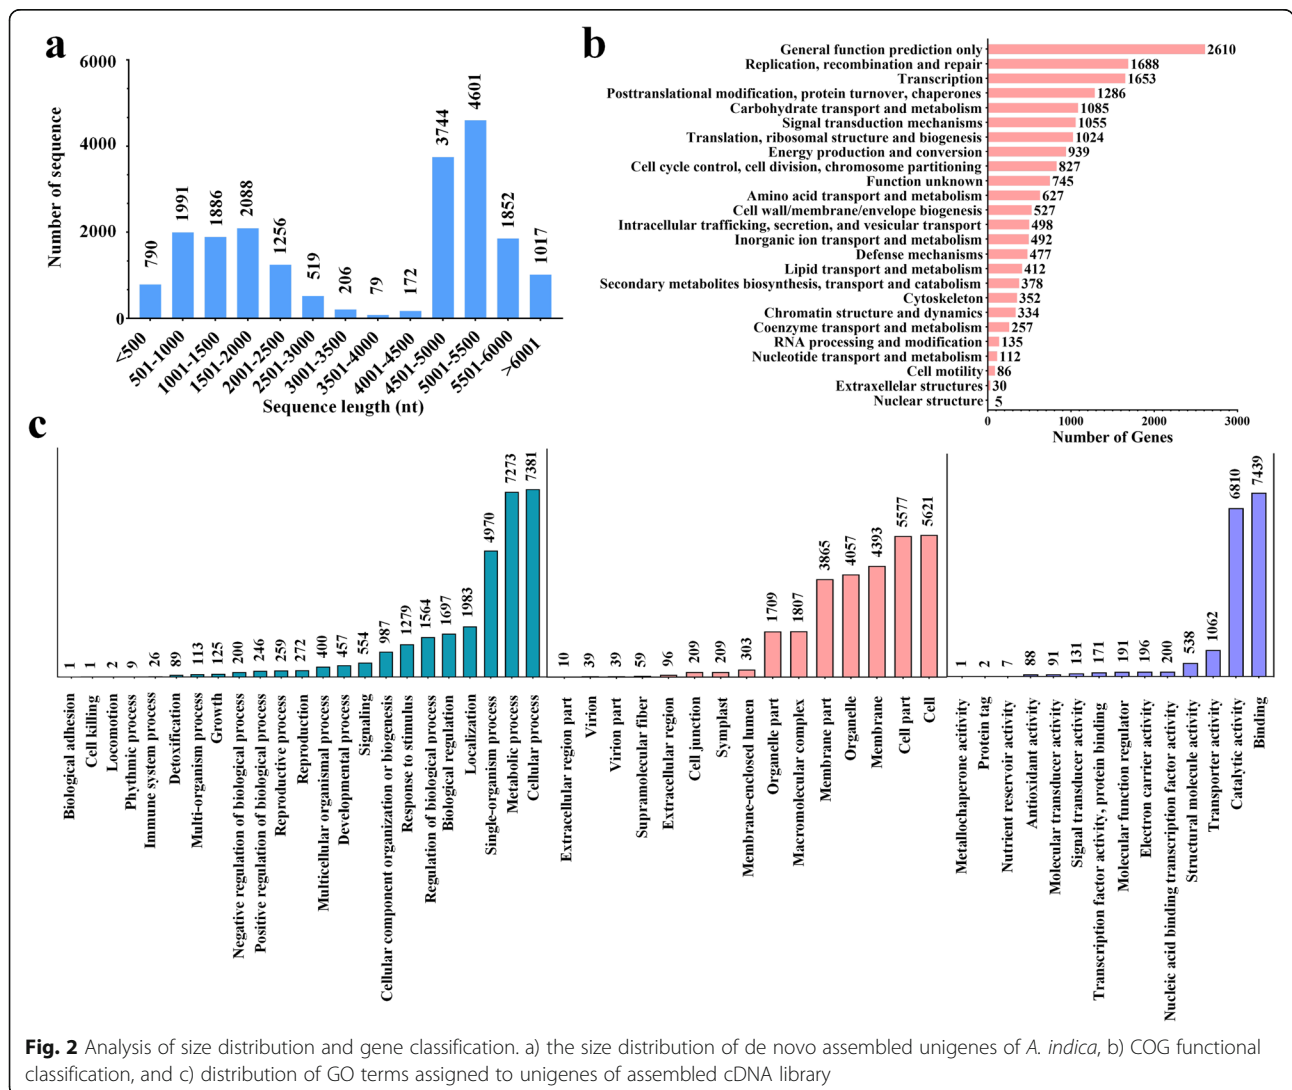 a
6000
4000
2000
0
Number of sequence
790
1991
1886
2088
1256
519
206
79
172
3744
4601
1852
1017
<500
501-1000
1001-1500
1501-2000
2001-2500
2501-3000
3001-3500
3501-4000
4001-4500
4501-5000
5001-5500
5501-6000
>6001
Sequence length (nt)
b
General function prediction only 2610
Replication, recombination and repair 1688
Transcription 1653
Posttranslational modification, protein turnover, chaperones 1286
Carbohydrate transport and metabolism 1085
Signal transduction mechanisms 1055
Translation, ribosomal structure and biogenesis 1024
Energy production and conversion 939
Cell cycle control, cell division, chromosome partitioning 827
Function unknown 745
Amino acid transport and metabolism 627
Cell wall/membrane/envelope biogenesis 527
Intracellular trafficking, secretion, and vesicular transport 498
Inorganic ion transport and metabolism 492
Defense mechanisms 477
Lipid transport and metabolism 412
Secondary metabolites biosynthesis, transport and catabolism 378
Cytoskeleton 352
Chromatin structure and dynamics 334
Coenzyme transport and metabolism 257
RNA processing and modification 135
Nucleotide transport and metabolism 112
Cell motility 86
Extraxellelar structures 30
Nuclear structure 5
0 1000 2000 3000
Number of Genes
c
1
1
2
9
26
89
113
125
200
246
259
272
400
457
554
987
1279
1564
1697
1983
4970
7273
7381
10
39
39
59
96
209
209
303
1709
1807
3865
4057
4393
5577
5621
1
2
7
88
91
131
171
191
196
200
538
1062
6810
7439
Biological adhesion
Cell killing
Locomotion
Phythmic process
Immune system process
Detoxification
Multi-organism process
Growth
Negative regulation of biological process
Positive regulation of biological process
Reproductive process
Reproduction
Multicellular organismal process
Developmental process
Signaling
Cellular component organization or biogenesis
Response to stimulus
Regulation of biological process
Biological regulation
Localization
Single-organism process
Metabolic process
Cellular process
Extracellular region part
Virion
Virion part
Supramolecular fiber
Extracellular region
Cell junction
Symplast
Membrane-enclosed lumen
Organelle part
Macromolecular complex
Membrane part
Organelle
Membrane
Cell part
Cell
Metallochaperone acitivity
Protein tag
Nutrient reservoir activity
Antioxidant activity
Molecular transducer activity
Signal transducer activity
Transcription factor activity, protein binding
Molecular function regulator
Electron carrier activity
Nucleic acid binding transcription factor activity
Structural molecule activity
Transporter activity
Catalytic activity
Binding
Fig. 2 Analysis of size distribution and gene classification. a) the size distribution of de novo assembled unigenes of A. indica, b) COG functional
classification, and c) distribution of GO terms assigned to unigenes of assembled cDNA library